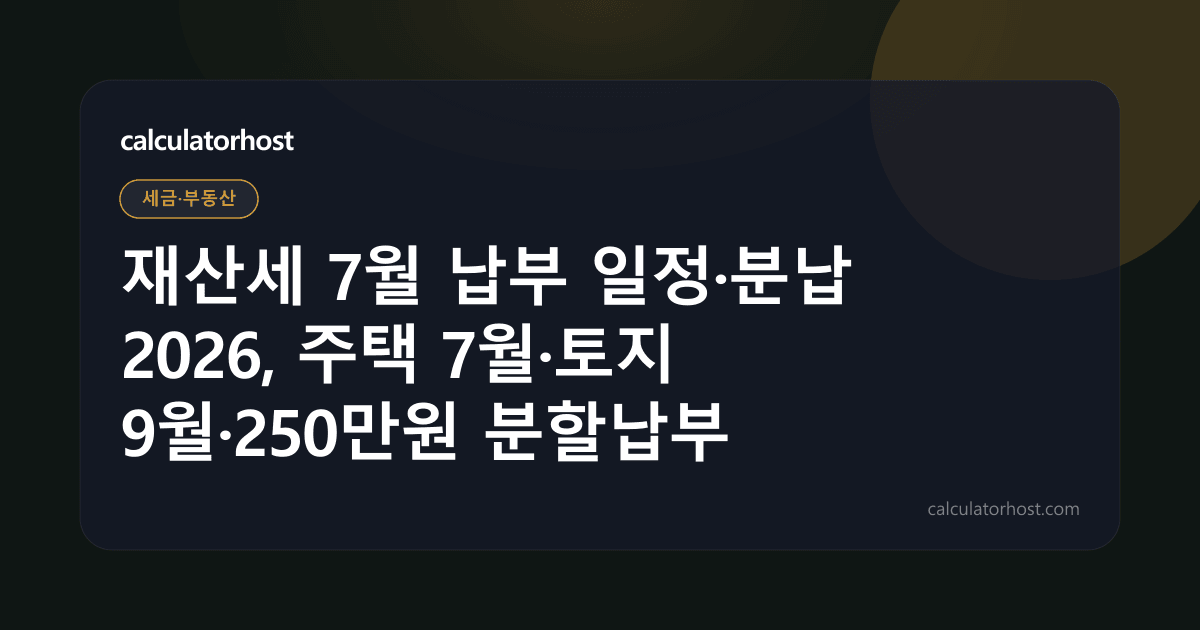 calculatorhost
세금·부동산
재산세 7월 납부 일정·분납
2026, 주택 7월·토지
9월·250만원 분할납부
calculatorhost.com